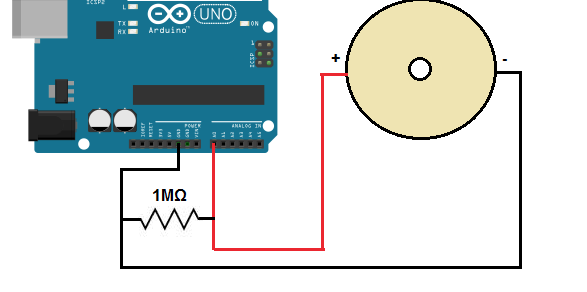 ICSP2
L
TX
RX
UNO
Arduino
ON
1
ICSP
+
-
POWER
ANALOG IN
IOREF
RESET
3V3
5V
GND
GND
VIN
A0
A1
A2
A3
A4
A5
1MΩ